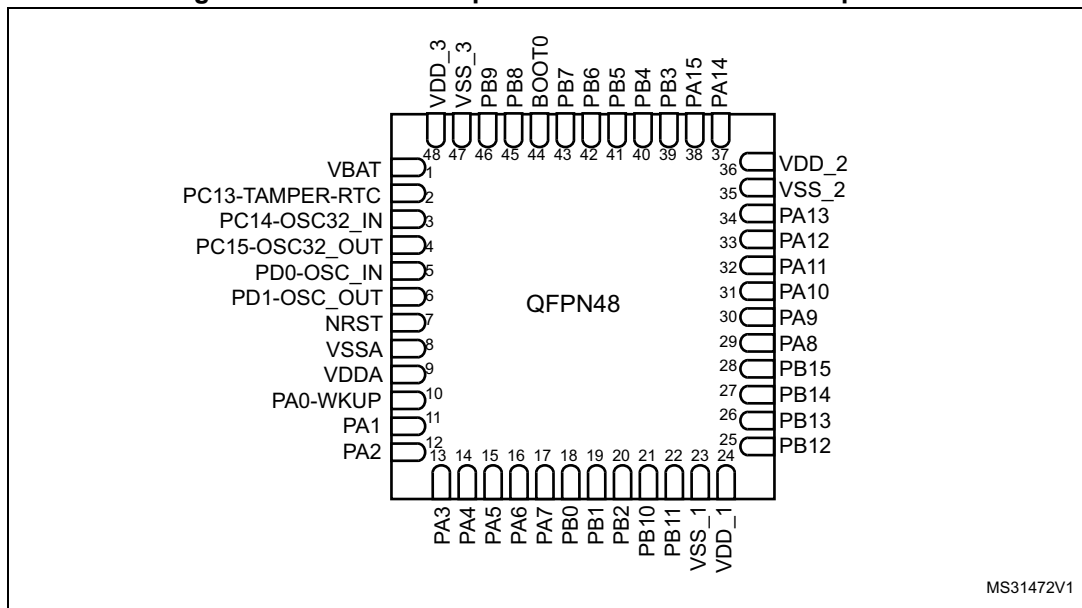 VDD_3
VSS_3
PB9
PB8
BOOT0
PB7
PB6
PB5
PB4
PB3
PA15
PA14
48 47 46 45 44 43 42 41 40 39 38 37
VBAT 1
PC13-TAMPER-RTC 2
PC14-OSC32_IN 3
PC15-OSC32_OUT 4
PD0-OSC_IN 5
PD1-OSC_OUT 6
NRST 7
VSSA 8
VDDA 9
PA0-WKUP 10
PA1 11
PA2 12
QFPN48
36 VDD_2
35 VSS_2
34 PA13
33 PA12
32 PA11
31 PA10
30 PA9
29 PA8
28 PB15
27 PB14
26 PB13
25 PB12
13 14 15 16 17 18 19 20 21 22 23 24
PA3
PA4
PA5
PA6
PA7
PB0
PB1
PB2
PB10
PB11
VSS_1
VDD_1
MS31472V1